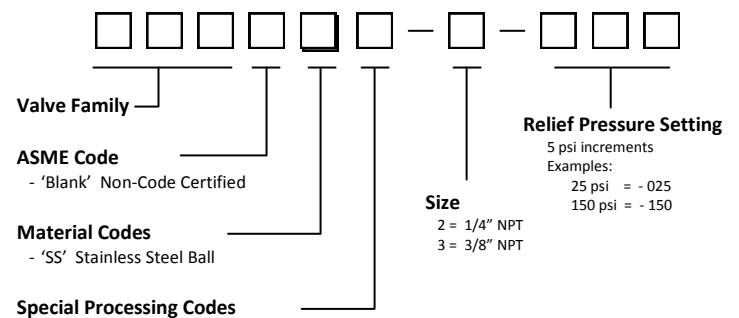 Valve Family
ASME Code
- ‘Blank’ Non-Code Certified
Material Codes
- ‘SS’ Stainless Steel Ball
Special Processing Codes
Size
2 = 1/4” NPT
3 = 3/8” NPT
Relief Pressure Setting
5 psi increments
Examples:
25 psi = - 025
150 psi = - 150